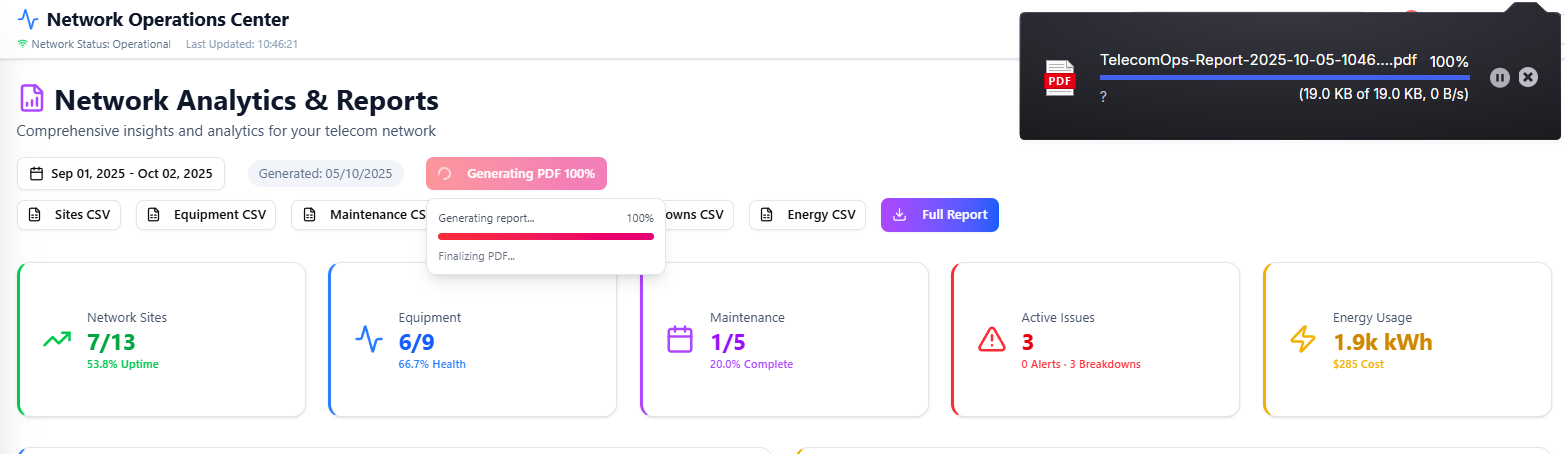 Network Operations Center
Network Status: Operational Last Updated: 10:46:21
TelecomOps-Report-2025-10-05-1046....pdf 100%
PDF
? (19.0 KB of 19.0 KB, 0 B/s)
Network Analytics & Reports
Comprehensive insights and analytics for your telecom network
Sep 01, 2025 - Oct 02, 2025 Generated: 05/10/2025 Generating PDF 100%
Sites CSV Equipment CSV Maintenance CS owns CSV Energy CSV Full Report
Generating report... 100%
Finalizing PDF...
Network Sites
7/13
53.8% Uptime
Equipment
6/9
66.7% Health
Maintenance
1/5
20.0% Complete
Active Issues
3
0 Alerts · 3 Breakdowns
Energy Usage
1.9k kWh
$285 Cost